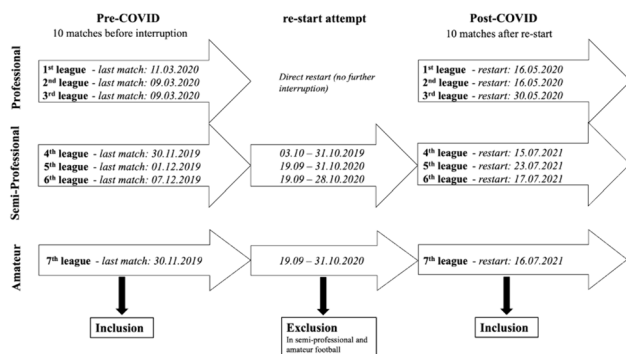 Pre-COVID
10 matches before interruption
re-start attempt
Post-COVID
10 matches after re-start
Professional
1st league - last match: 11.03.2020
2nd league - last match: 09.03.2020
3rd league - last match: 09.03.2020
Direct restart (no further
interruption)
1st league - restart: 16.05.2020
2nd league - restart: 16.05.2020
3rd league - restart: 30.05.2020
Semi-Professional
4th league - last match: 30.11.2019
5th league - last match: 01.12.2019
6th league - last match: 07.12.2019
03.10 – 31.10.2019
19.09 – 31.10.2020
19.09 – 28.10.2020
4th league - restart: 15.07.2021
5th league - restart: 23.07.2021
6th league - restart: 17.07.2021
Amateur
7th league - last match: 30.11.2019
19.09 – 31.10.2020
7th league - restart: 16.07.2021
Inclusion
Exclusion
In semi-professional and
amateur football
Inclusion